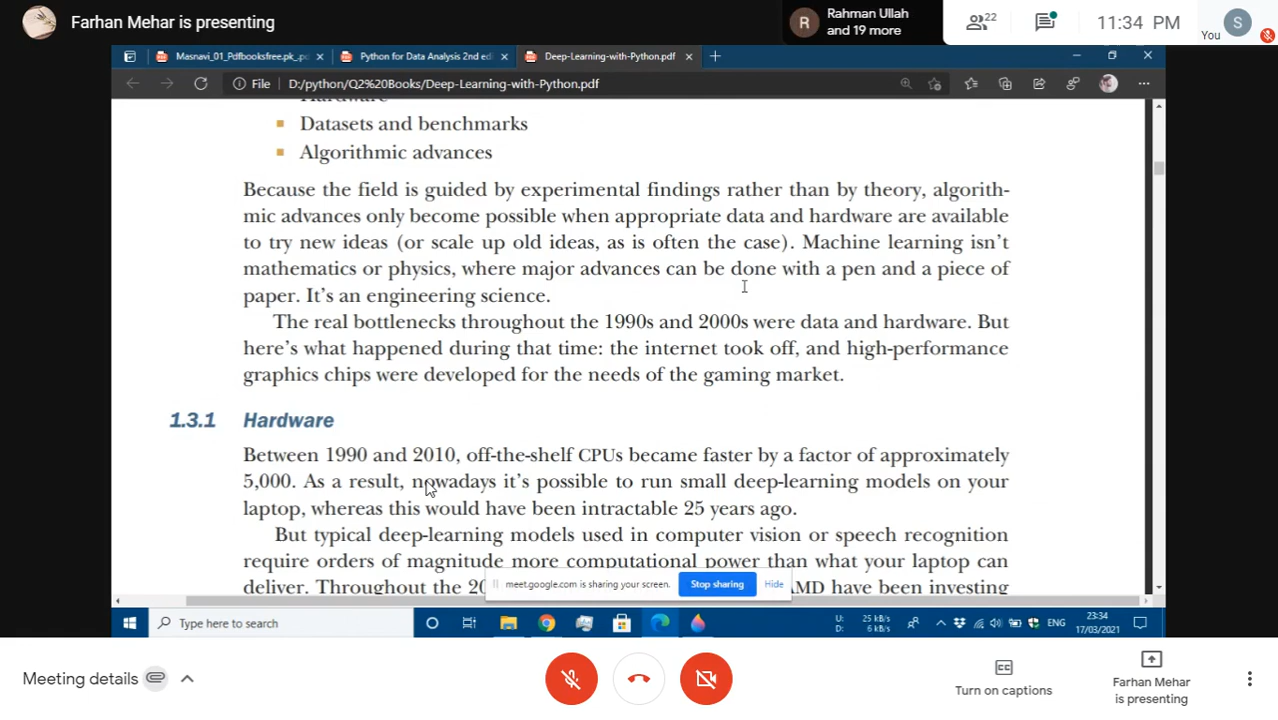 Farhan Mehar is presenting
R
Rahman Ullah
and 19 more
22
11:34 PM
You
S
Masnavi_01_Pdfbooksfree.pk_.p
Python for Data Analysis 2nd edi
Deep-Learning-with-Python.pdf
File
D:/python/Q2%20Books/Deep-Learning-with-Python.pdf
Hardware
Datasets and benchmarks
Algorithmic advances
Because the field is guided by experimental findings rather than by theory, algorith-
mic advances only become possible when appropriate data and hardware are available
to try new ideas (or scale up old ideas, as is often the case). Machine learning isn't
mathematics or physics, where major advances can be done with a pen and a piece of
paper. It's an engineering science.
The real bottlenecks throughout the 1990s and 2000s were data and hardware. But
here's what happened during that time: the internet took off, and high-performance
graphics chips were developed for the needs of the gaming market.
1.3.1 Hardware
Between 1990 and 2010, off-the-shelf CPUs became faster by a factor of approximately
5,000. As a result, nowadays it's possible to run small deep-learning models on your
laptop, whereas this would have been intractable 25 years ago.
But typical deep-learning models used in computer vision or speech recognition
require orders of magnitude more computational power than what your laptop can
deliver. Throughout the 20
AMD have been investing
meet.google.com is sharing your screen.
Stop sharing
Hide
Type here to search
U: 25 kB/s
D: 6 kB/s
ENG
23:34
17/03/2021
Meeting details
Turn on captions
Farhan Mehar
is presenting